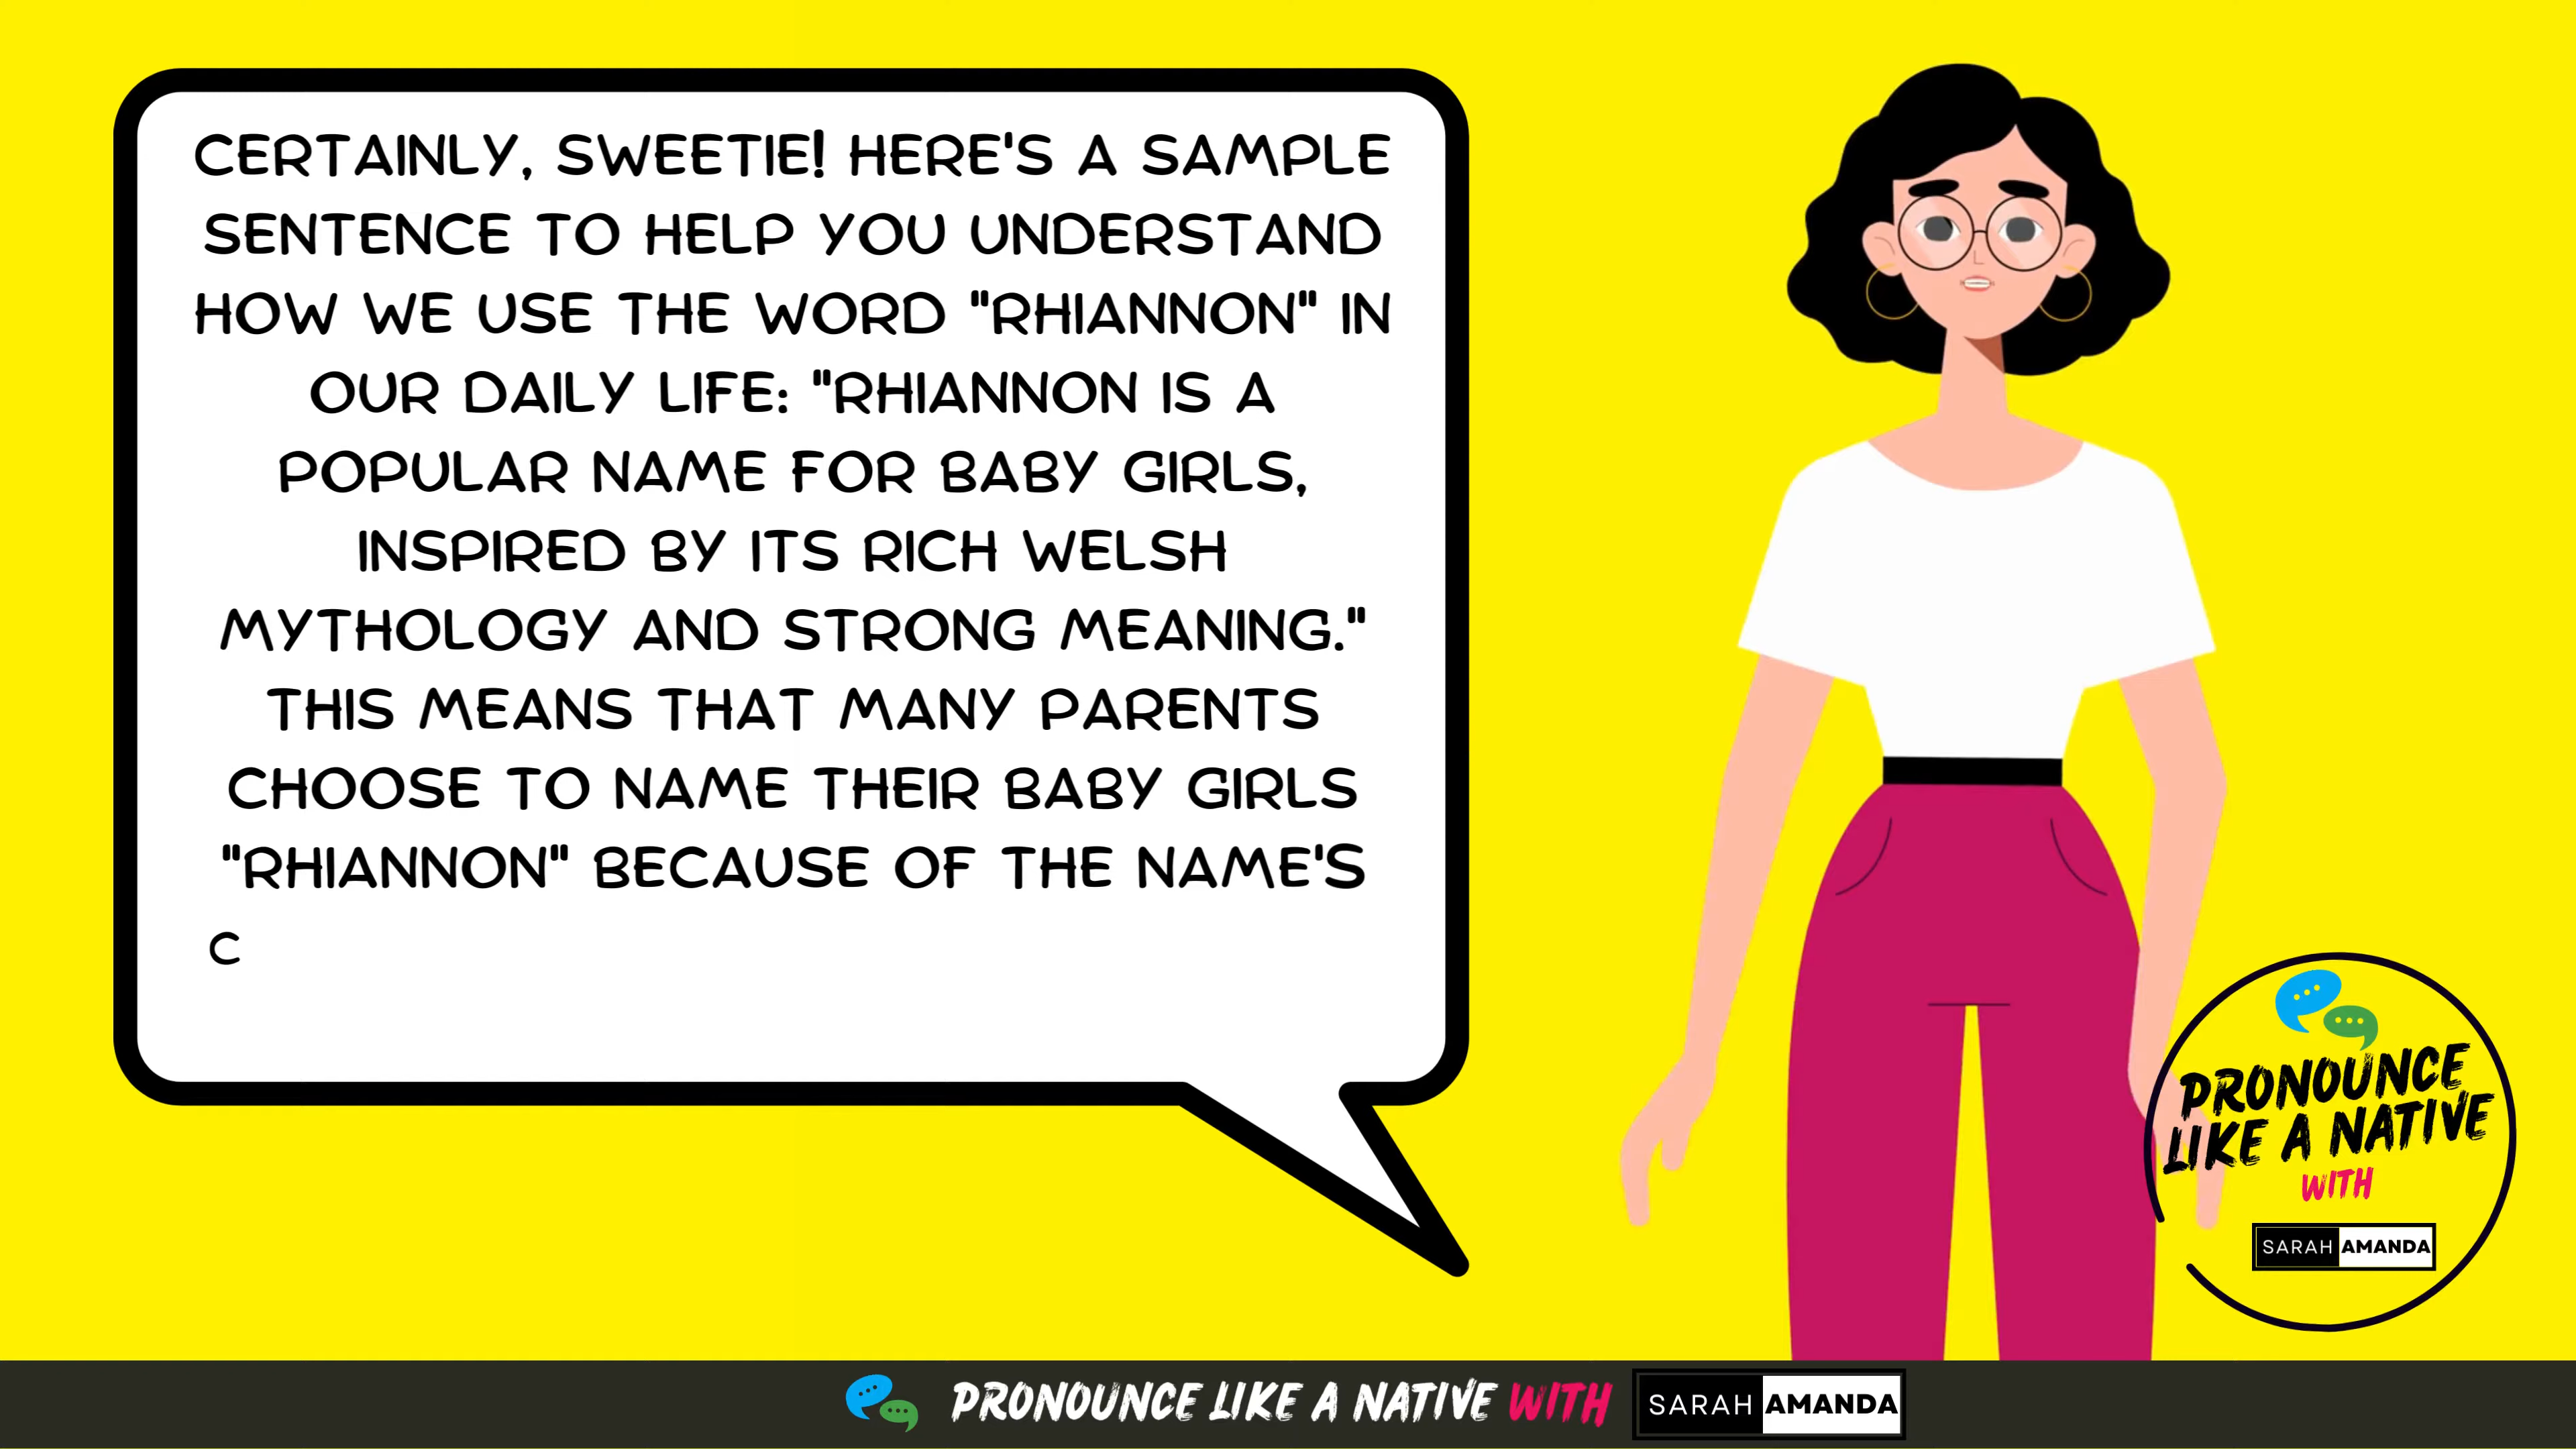 CERTAINLY, SWEETIE! HERE'S A SAMPLE
SENTENCE TO HELP YOU UNDERSTAND
HOW WE USE THE WORD "RHIANNON" IN
OUR DAILY LIFE: "RHIANNON IS A
POPULAR NAME FOR BABY GIRLS,
INSPIRED BY ITS RICH WELSH
MYTHOLOGY AND STRONG MEANING."
THIS MEANS THAT MANY PARENTS
CHOOSE TO NAME THEIR BABY GIRLS
"RHIANNON" BECAUSE OF THE NAME'S
C
PRONOUNCE
LIKE A NATIVE
WITH
SARAH AMANDA
PRONOUNCE LIKE A NATIVE WITH SARAH AMANDA